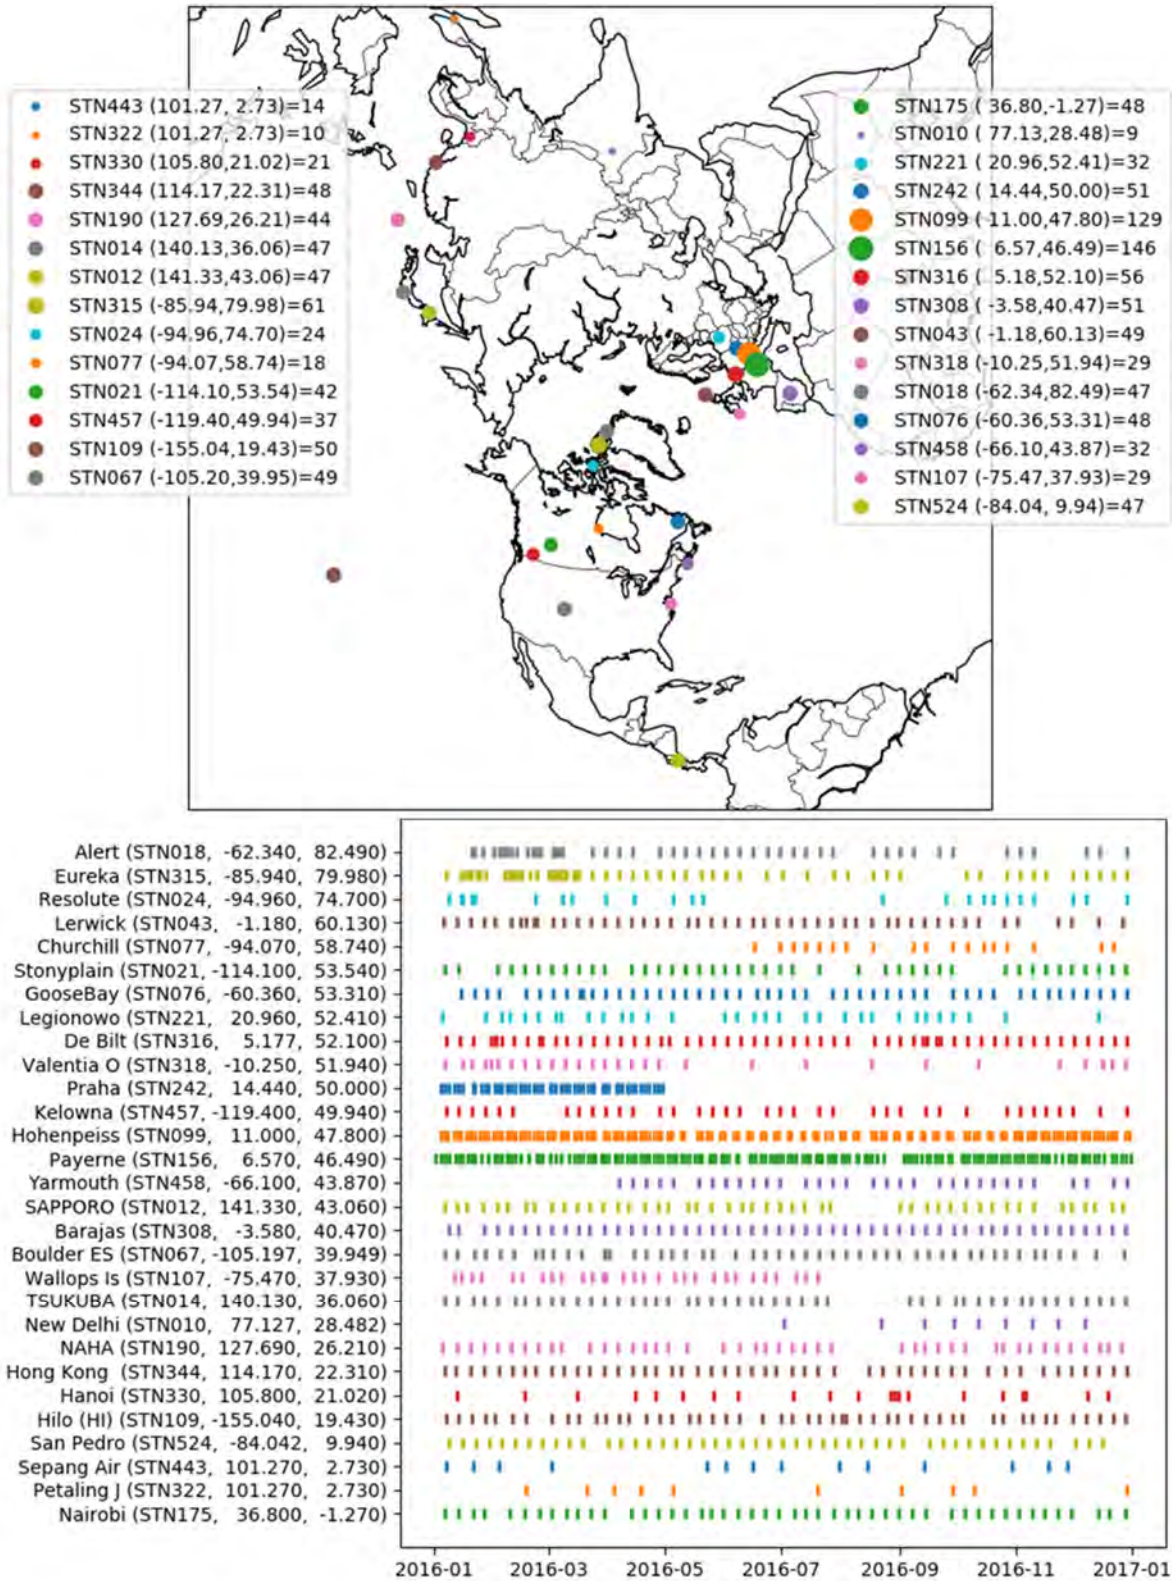 STN443 (101.27, 2.73)=14
STN322 (101.27, 2.73)=10
STN330 (105.80,21.02)=21
STN344 (114.17,22.31)=48
STN190 (127.69,26.21)=44
STN014 (140.13,36.06)=47
STN012 (141.33,43.06)=47
STN315 (-85.94,79.98)=61
STN024 (-94.96,74.70)=24
STN077 (-94.07,58.74)=18
STN021 (-114.10,53.54)=42
STN457 (-119.40,49.94)=37
STN109 (-155.04,19.43)=50
STN067 (-105.20,39.95)=49
STN175 ( 36.80,-1.27)=48
STN010 ( 77.13,28.48)=9
STN221 ( 20.96,52.41)=32
STN242 ( 14.44,50.00)=51
STN099 ( 11.00,47.80)=129
STN156 ( 6.57,46.49)=146
STN316 ( 5.18,52.10)=56
STN308 ( -3.58,40.47)=51
STN043 ( -1.18,60.13)=49
STN318 (-10.25,51.94)=29
STN018 (-62.34,82.49)=47
STN076 (-60.36,53.31)=48
STN458 (-66.10,43.87)=32
STN107 (-75.47,37.93)=29
STN524 (-84.04, 9.94)=47
Alert (STN018, -62.340, 82.490)
Eureka (STN315, -85.940, 79.980)
Resolute (STN024, -94.960, 74.700)
Lerwick (STN043, -1.180, 60.130)
Churchill (STN077, -94.070, 58.740)
Stonyplain (STN021, -114.100, 53.540)
GooseBay (STN076, -60.360, 53.310)
Legionowo (STN221, 20.960, 52.410)
De Bilt (STN316, 5.177, 52.100)
Valentia O (STN318, -10.250, 51.940)
Praha (STN242, 14.440, 50.000)
Kelowna (STN457, -119.400, 49.940)
Hohenpeiss (STN099, 11.000, 47.800)
Payerne (STN156, 6.570, 46.490)
Yarmouth (STN458, -66.100, 43.870)
SAPPORO (STN012, 141.330, 43.060)
Barajas (STN308, -3.580, 40.470)
Boulder ES (STN067, -105.197, 39.949)
Wallops Is (STN107, -75.470, 37.930)
TSUKUBA (STN014, 140.130, 36.060)
New Delhi (STN010, 77.127, 28.482)
NAHA (STN190, 127.690, 26.210)
Hong Kong (STN344, 114.170, 22.310)
Hanoi (STN330, 105.800, 21.020)
Hilo (HI) (STN109, -155.040, 19.430)
San Pedro (STN524, -84.042, 9.940)
Sepang Air (STN443, 101.270, 2.730)
Petaling J (STN322, 101.270, 2.730)
Nairobi (STN175, 36.800, -1.270)
2016-01 2016-03 2016-05 2016-07 2016-09 2016-11 2017-01